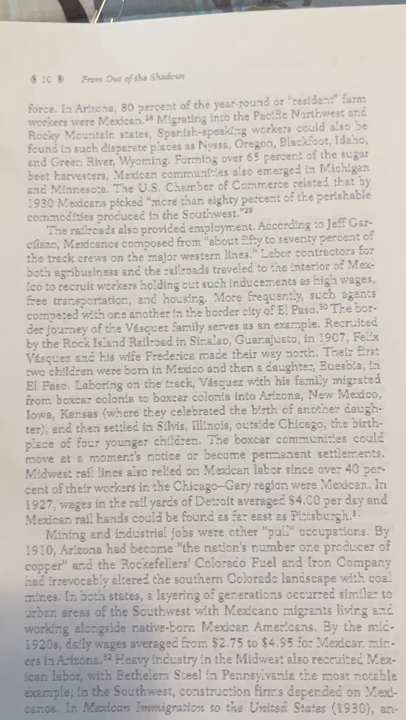 10 From Out of the Shadows
force. In Arizona, 80 percent of the year-round or "resident" farm
workers were Mexican.28 Migrating into the Pacific Northwest and
Rocky Mountain states, Spanish-speaking workers could also be
found in such disparate places as Nyssa, Oregon, Blackfoot, Idaho,
and Green River, Wyoming. Forming over 65 percent of the sugar
beet harvesters, Mexican communities also emerged in Michigan
and Minnesota. The U.S. Chamber of Commerce related that by
1930 Mexicans picked "more than eighty percent of the perishable
commodities produced in the Southwest."29
The railroads also provided employment. According to Jeff Gar-
cilazo, Mexicanos composed from "about fifty to seventy percent of
the track crews on the major western lines." Labor contractors for
both agribusiness and the railroads traveled to the interior of Mex-
ico to recruit workers holding out such inducements as high wages,
free transportation, and housing. More frequently, such agents
competed with one another in the border city of El Paso.30 The bor-
der journey of the Vásquez family serves as an example. Recruited
by the Rock Island Railroad in Sinaloa, Guanajuato, in 1907, Felix
Vásquez and his wife Frederica made their way north. Their first
two children were born in Mexico and then a daughter, Eusebia, in
El Paso. Laboring on the track, Vásquez with his family migrated
from boxcar colonia to boxcar colonia into Arizona, New Mexico,
Iowa, Kansas (where they celebrated the birth of another daugh-
ter), and then settled in Silvis, Illinois, outside Chicago, the birth-
place of four younger children. The boxcar communities could
move at a moment's notice or become permanent settlements.
Midwest rail lines also relied on Mexican labor since over 40 per-
cent of their workers in the Chicago–Gary region were Mexican. In
1927, wages in the rail yards of Detroit averaged $4.00 per day and
Mexican rail hands could be found as far east as Pittsburgh.31
Mining and industrial jobs were other "pull" occupations. By
1910, Arizona had become "the nation's number one producer of
copper" and the Rockefellers' Colorado Fuel and Iron Company
had irrevocably altered the southern Colorado landscape with coal
mines. In both states, a layering of generations occurred similar to
urban areas of the Southwest with Mexicano migrants living and
working alongside native-born Mexican Americans. By the mid-
1920s, daily wages averaged from $2.75 to $4.95 for Mexican min-
ers in Arizona.32 Heavy industry in the Midwest also recruited Mex-
ican labor, with Bethlehem Steel in Pennsylvania the most notable
example; in the Southwest, construction firms depended on Mexi-
canos. In Mexican Immigration to the United States (1930), an-